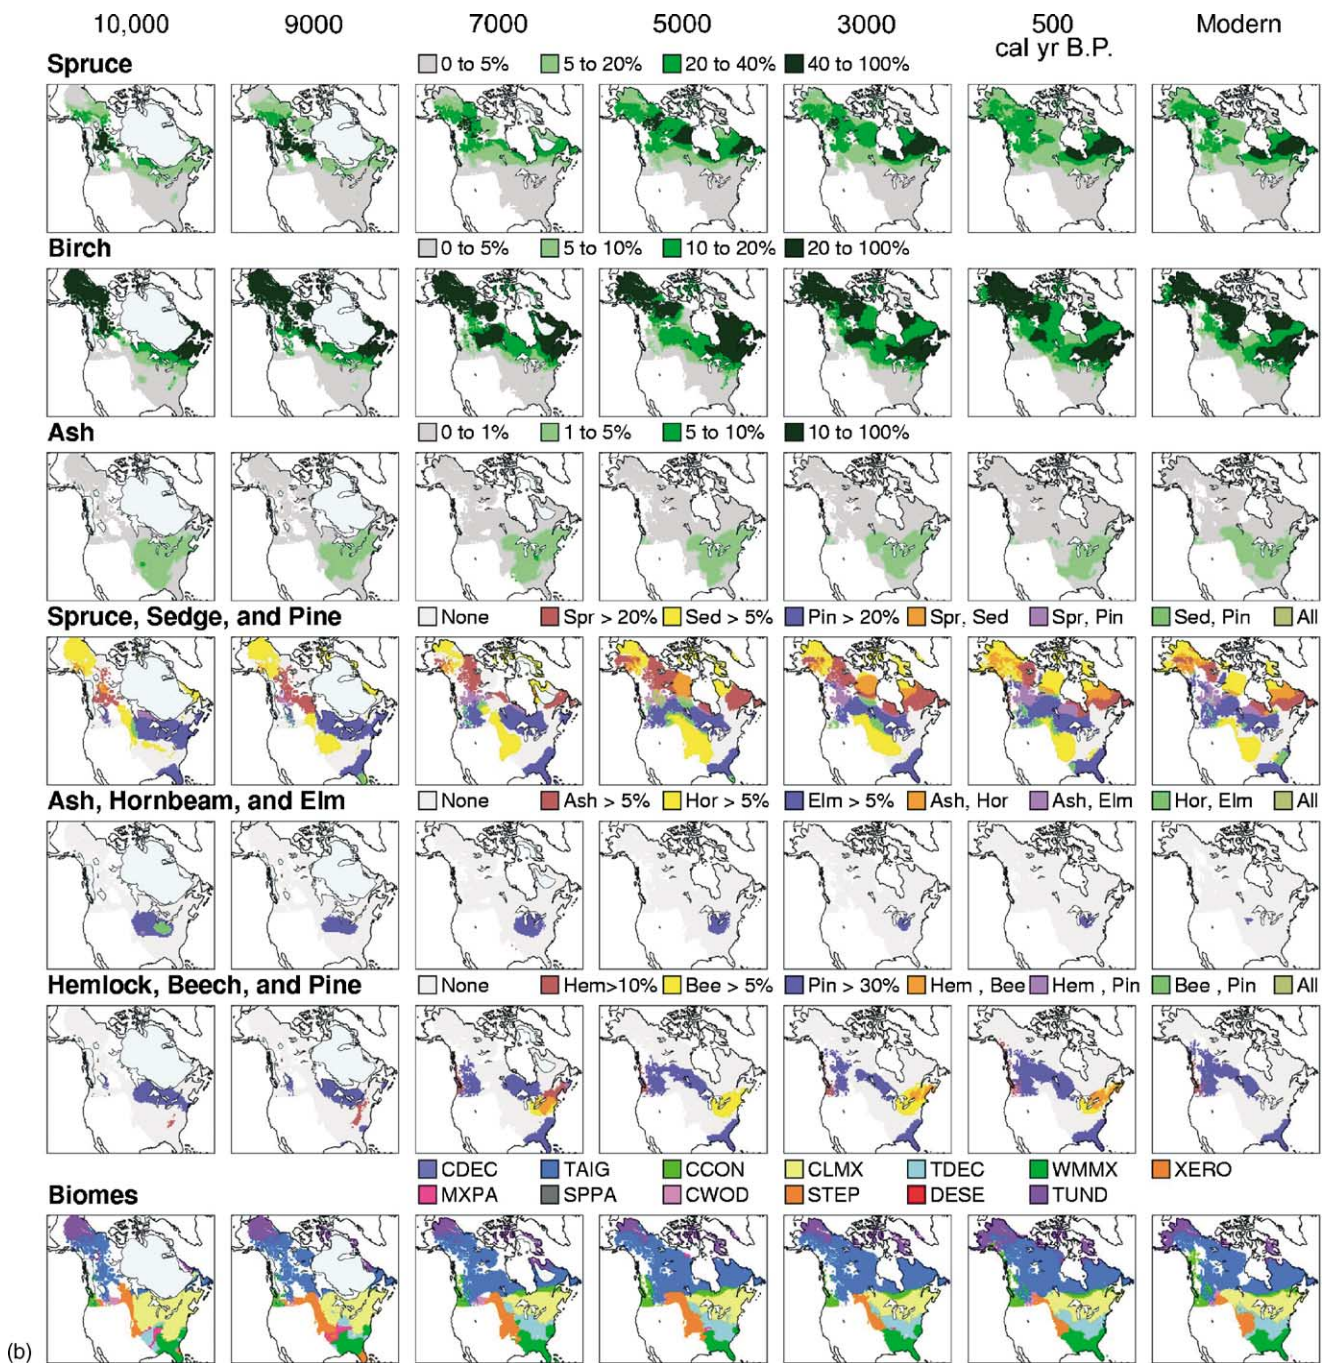 10,000 9000 7000 5000 3000 500 Modern
cal yr B.P.
Spruce 0 to 5% 5 to 20% 20 to 40% 40 to 100%
Birch 0 to 5% 5 to 10% 10 to 20% 20 to 100%
Ash 0 to 1% 1 to 5% 5 to 10% 10 to 100%
Spruce, Sedge, and Pine None Spr > 20% Sed > 5% Pin > 20% Spr, Sed Spr, Pin Sed, Pin All
Ash, Hornbeam, and Elm None Ash > 5% Hor > 5% Elm > 5% Ash, Hor Ash, Elm Hor, Elm All
Hemlock, Beech, and Pine None Hem>10% Bee > 5% Pin > 30% Hem , Bee Hem , Pin Bee , Pin All
CDEC TAIG CCON CLMX TDEC WMMX XERO
Biomes MXPA SPPA CWOD STEP DESE TUND
(b)